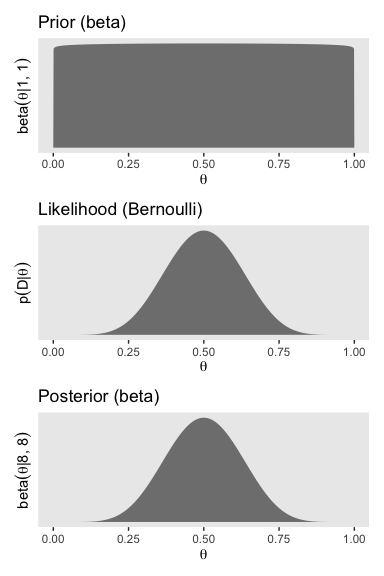 Prior (beta)
beta(θ|1, 1)
0.00 0.25 0.50 0.75 1.00
θ
Likelihood (Bernoulli)
p(D|θ)
0.00 0.25 0.50 0.75 1.00
θ
Posterior (beta)
beta(θ|8, 8)
0.00 0.25 0.50 0.75 1.00
θ